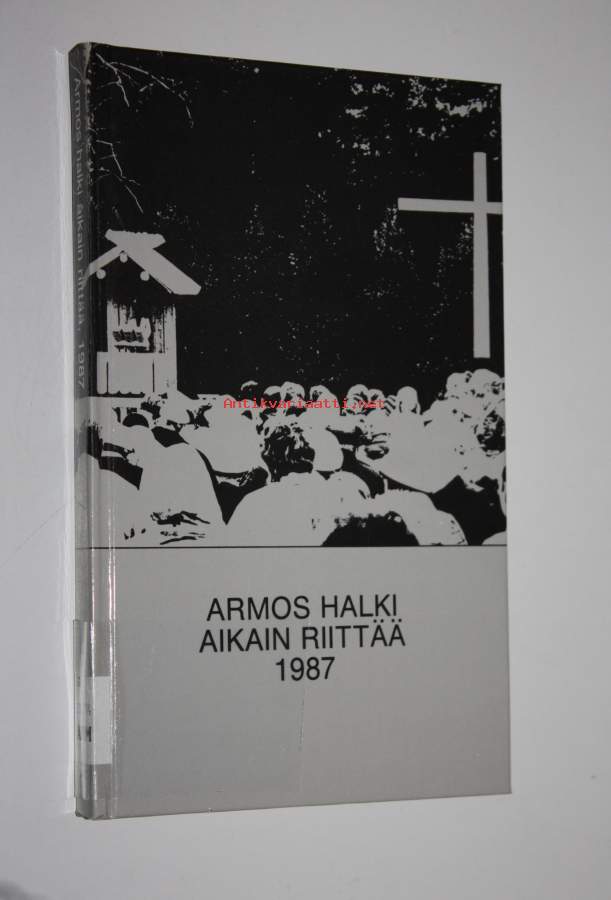 Armos halki aikain riittää. 1987
Antikvariaatti.net
ARMOS HALKI
AIKAIN RIITTÄÄ
1987